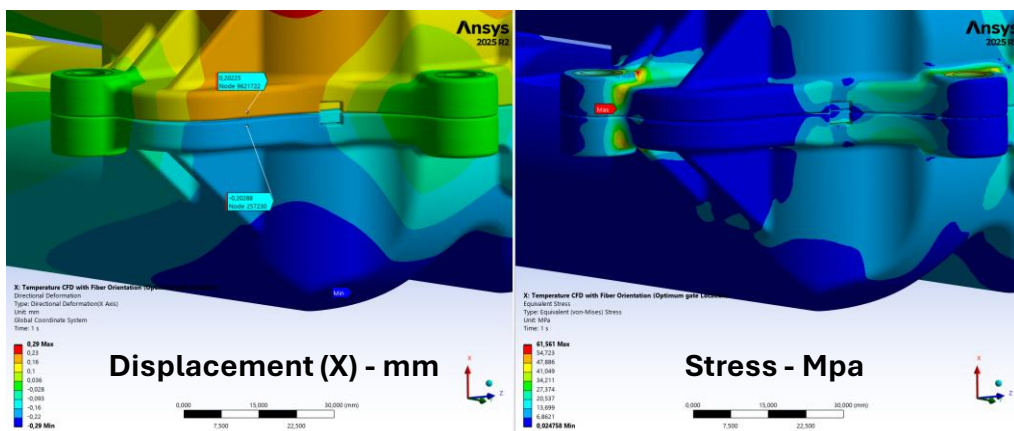 Ansys
2025 R2
0,20225
Node 9621722
-0,20288
Node 257230
Min
X: Temperature CFD with Fiber Orientation (Op
Directional Deformation
Type: Directional Deformation(X Axis)
Unit: mm
Global Coordinate System
Time: 1 s
0,29 Max
0,23
0,16
0,1
0,036
-0,028
-0,093
-0,16
-0,22
-0,29 Min
Displacement (X) - mm
0,000
15,000
30,000 (mm)
7,500
22,500
X
Z
Ansys
2025 R2
Max
X: Temperature CFD with Fiber Orientation (Optimum gate Loca
Equivalent Stress
Type: Equivalent (von-Mises) Stress
Unit: MPa
Time: 1 s
61,561 Max
54,723
47,886
41,049
34,211
27,374
20,537
13,699
6,8621
0,024758 Min
Stress - Mpa
0,000
15,000
30,000 (mm)
7,500
22,500
X
Z